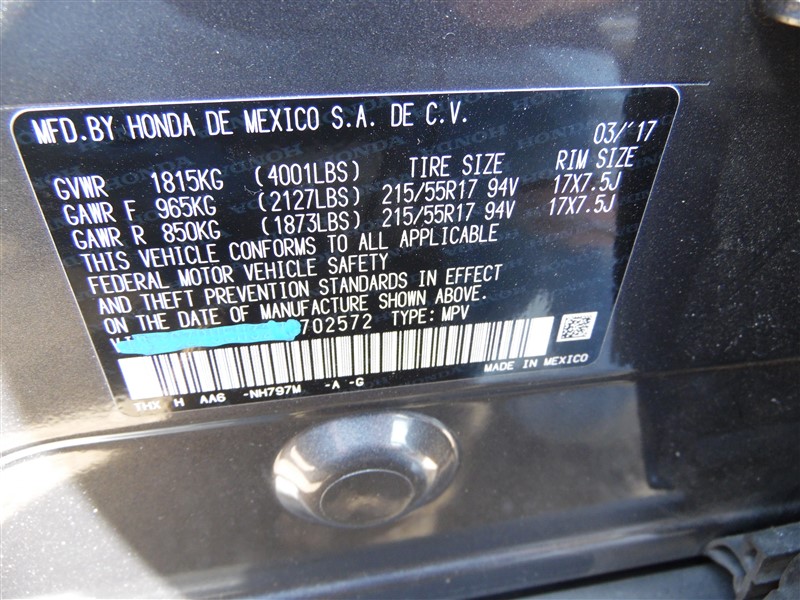 MFD.BY HONDA DE MEXICO S.A. DE C.V. 03/'17
TIRE SIZE RIM SIZE
GVWR 1815KG (4001LBS)
GAWR F 965KG (2127LBS) 215/55R17 94V 17X7.5J
GAWR R 850KG (1873LBS) 215/55R17 94V 17X7.5J
THIS VEHICLE CONFORMS TO ALL APPLICABLE
FEDERAL MOTOR VEHICLE SAFETY
AND THEFT PREVENTION STANDARDS IN EFFECT
ON THE DATE OF MANUFACTURE SHOWN ABOVE.
702572 TYPE: MPV
MADE IN MEXICO
THX H AA6 -NH797M -A -G